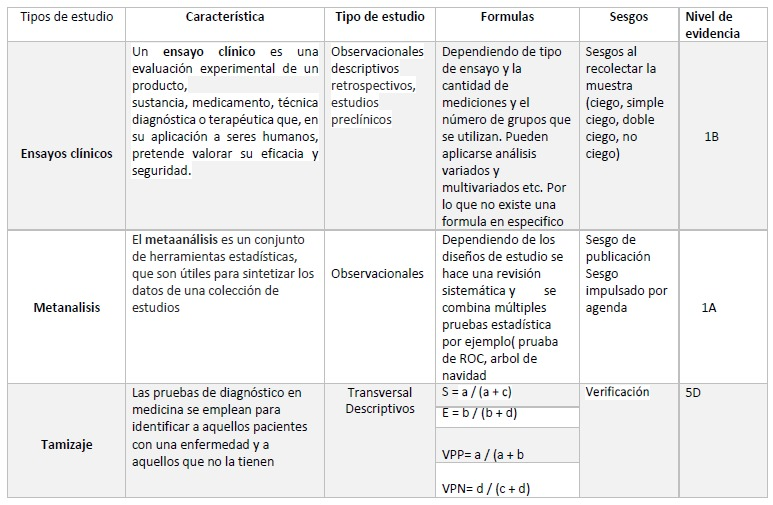 Tipos de estudio
Característica
Tipo de estudio
Formulas
Sesgos
Nivel de
evidencia
Ensayos clínicos
Un ensayo clínico es una
evaluación experimental de un
producto,
sustancia, medicamento, técnica
diagnóstica o terapéutica que, en
su aplicación a seres humanos,
pretende valorar su eficacia y
seguridad.
Observacionales
descriptivos
retrospectivos,
estudios
preclínicos
Dependiendo de tipo
de ensayo y la
cantidad de
mediciones y el
número de grupos que
se utilizan. Pueden
aplicarse análisis
variados y
multivariados etc. Por
lo que no existe una
formula en especifico
Sesgos al
recolectar la
muestra
(ciego, simple
ciego, doble
ciego, no
ciego)
1B
Metanalisis
El metaanálisis es un conjunto
de herramientas estadísticas,
que son útiles para sintetizar los
datos de una colección de
estudios
Observacionales
Dependiendo de los
diseños de estudio se
hace una revisión
sistemática y se
combina múltiples
pruebas estadística
por ejemplo( pruaba
de ROC, arbol de
navidad
Sesgo de
publicación
Sesgo
impulsado por
agenda
1A
Tamizaje
Las pruebas de diagnóstico en
medicina se emplean para
identificar a aquellos pacientes
con una enfermedad y a
aquellos que no la tienen
Transversal
Descriptivos
S = a / (a + c)
E = b / (b + d)
VPP= a / (a + b
VPN= d / (c + d)
Verificación
5D